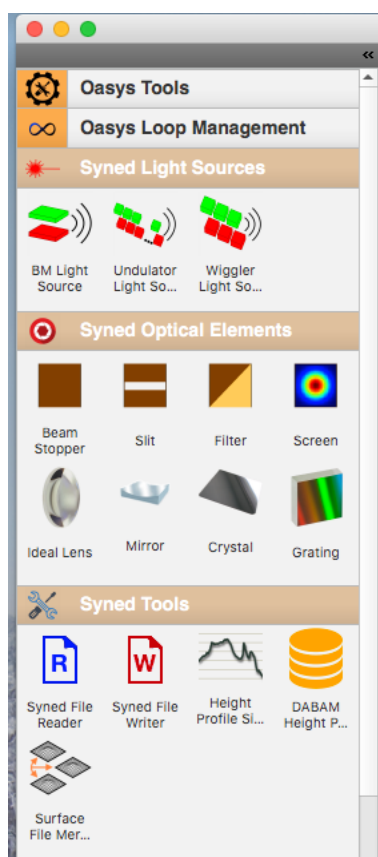 «
Oasys Tools
Oasys Loop Management
Syned Light Sources
BM Light
Source
Undulator
Light So...
Wiggler
Light So...
Syned Optical Elements
Beam
Stopper
Slit
Filter
Screen
Ideal Lens
Mirror
Crystal
Grating
Syned Tools
R
W
Syned File
Reader
Syned File
Writer
Height
Profile Si...
DABAM
Height P...
Surface
File Mer...